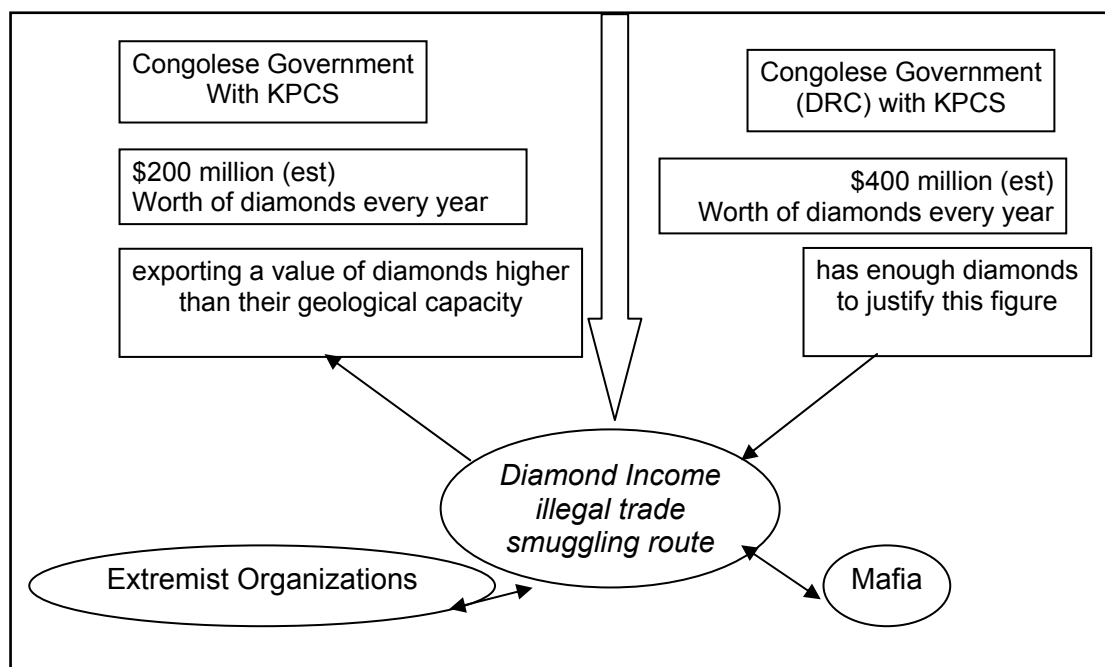 Congolese Government
With KPCS
$200 million (est)
Worth of diamonds every year
exporting a value of diamonds higher
than their geological capacity
Congolese Government
(DRC) with KPCS
$400 million (est)
Worth of diamonds every year
has enough diamonds
to justify this figure
Diamond Income
illegal trade
smuggling route
Extremist Organizations
Mafia